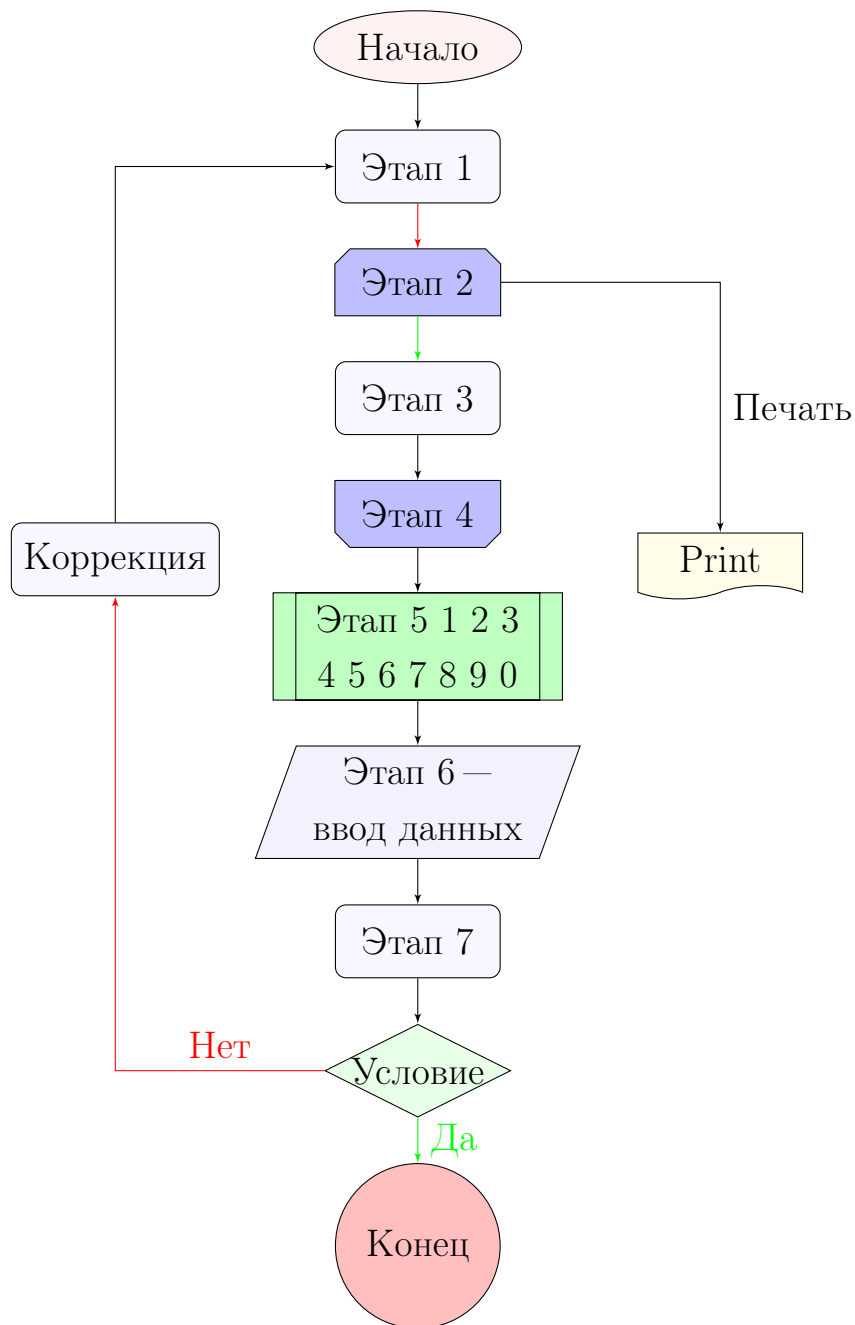 Начало
Этап 1
Этап 2
Этап 3
Печать
Этап 4
Коррекция
Print
Этап 5 1 2 3
4 5 6 7 8 9 0
Этап 6 —
ввод данных
Этап 7
Нет
Условие
Да
Конец